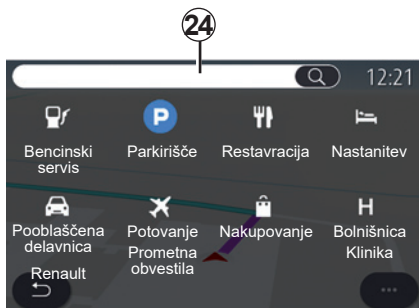 24
12:21
Bencinski
servis
Parkirišče
Restavracija
Nastanitev
Pooblaščena
delavnica
Renault
Potovanje
Prometna
obvestila
Nakupovanje
Bolnišnica
Klinika